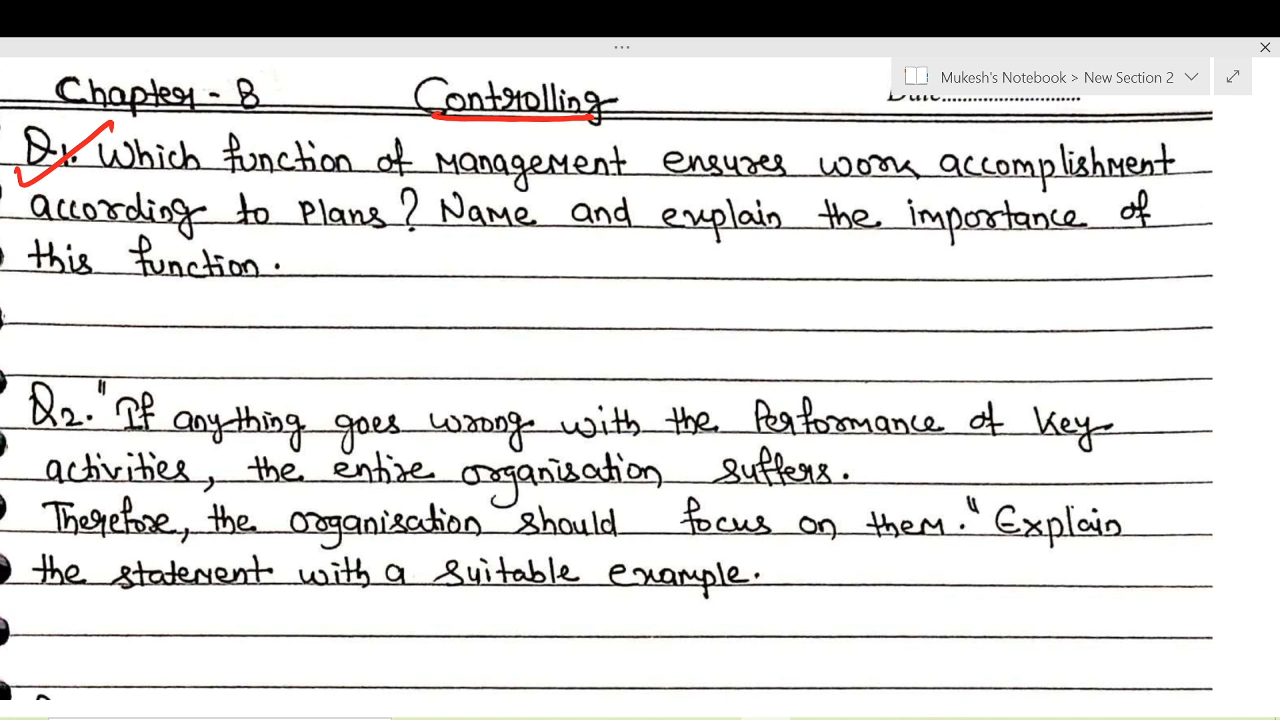 Mukesh's Notebook > New Section 2
Chapter - 8 Controlling
Q1. Which function of management ensures work accomplishment
according to plans? Name and explain the importance of
this function.
Q2. "If anything goes wrong with the performance of key
activities, the entire organisation suffers.
Therefore, the organisation should focus on them." Explain
the statement with a suitable example.